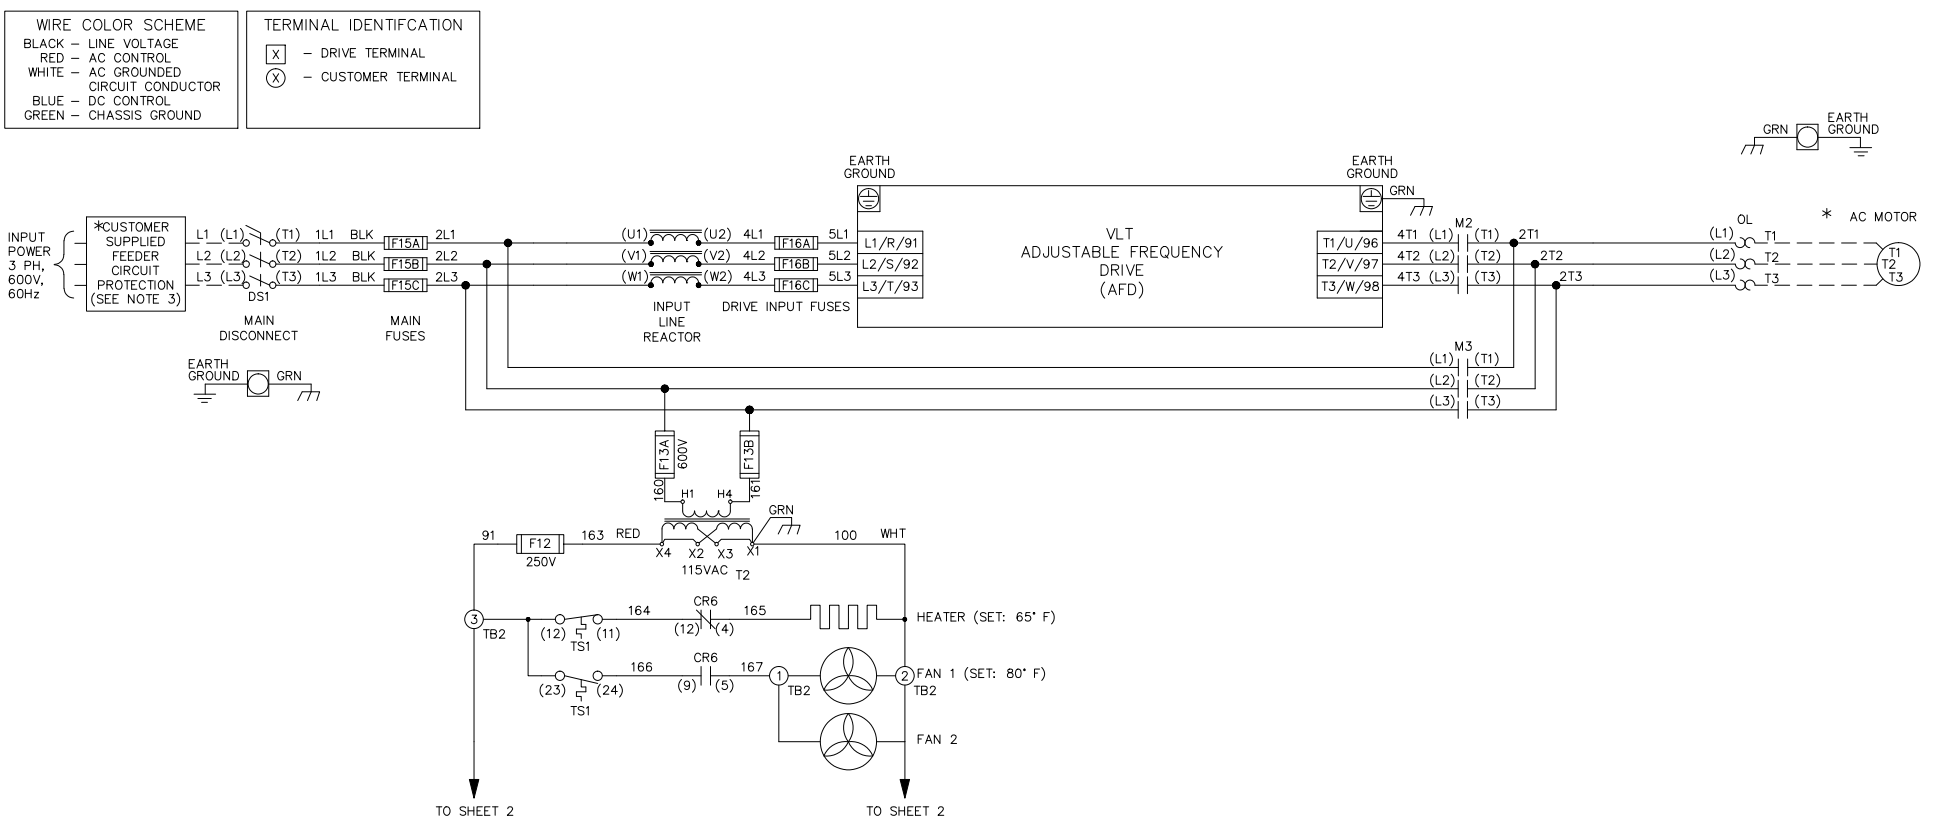 WIRE COLOR SCHEME
BLACK – LINE VOLTAGE
RED – AC CONTROL
WHITE – AC GROUNDED
CIRCUIT CONDUCTOR
BLUE – DC CONTROL
GREEN – CHASSIS GROUND
TERMINAL IDENTIFCATION
X – DRIVE TERMINAL
X – CUSTOMER TERMINAL
GRN
EARTH
GROUND
INPUT
POWER
3 PH,
600V,
60Hz
*CUSTOMER
SUPPLIED
FEEDER
CIRCUIT
PROTECTION
(SEE NOTE 3)
L1 (L1) (T1) 1L1 BLK F15A 2L1
L2 (L2) (T2) 1L2 BLK F15B 2L2
L3 (L3) (T3) 1L3 BLK F15C 2L3
DS1
MAIN
DISCONNECT
MAIN
FUSES
(U1) (U2) 4L1 F16A 5L1
(V1) (V2) 4L2 F16B 5L2
(W1) (W2) 4L3 F16C 5L3
INPUT
LINE
REACTOR
DRIVE INPUT FUSES
EARTH
GROUND
L1/R/91
L2/S/92
L3/T/93
VLT
ADJUSTABLE FREQUENCY
DRIVE
(AFD)
EARTH
GROUND
GRN
T1/U/96
T2/V/97
T3/W/98
M2
4T1 (L1) (T1) 2T1
4T2 (L2) (T2) 2T2
4T3 (L3) (T3) 2T3
OL
(L1) T1
(L2) T2
(L3) T3
* AC MOTOR
T1
T2
T3
M3
(L1) (T1)
(L2) (T2)
(L3) (T3)
EARTH
GROUND
GRN
F13A
600V
F13B
160
161
H1 H4
GRN
91 F12 163 RED
250V
X4 X2 X3 X1
115VAC T2
100 WHT
3
TB2
(12) (11)
TS1
164
CR6
(12) (4)
165
HEATER (SET: 65° F)
(23) (24)
TS1
166
CR6
(9) (5)
167
1
TB2
2
TB2
FAN 1 (SET: 80° F)
FAN 2
TO SHEET 2
TO SHEET 2